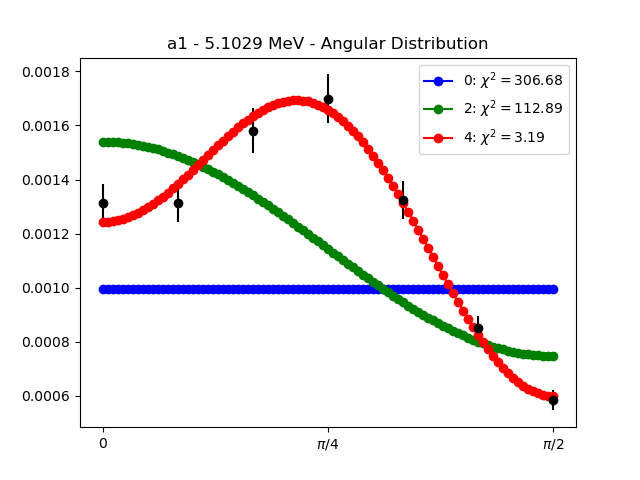 a1 - 5.1029 MeV - Angular Distribution
0.0018
0.0016
0.0014
0.0012
0.0010
0.0008
0.0006
0: χ² = 306.68
2: χ² = 112.89
4: χ² = 3.19
0
π/4
π/2